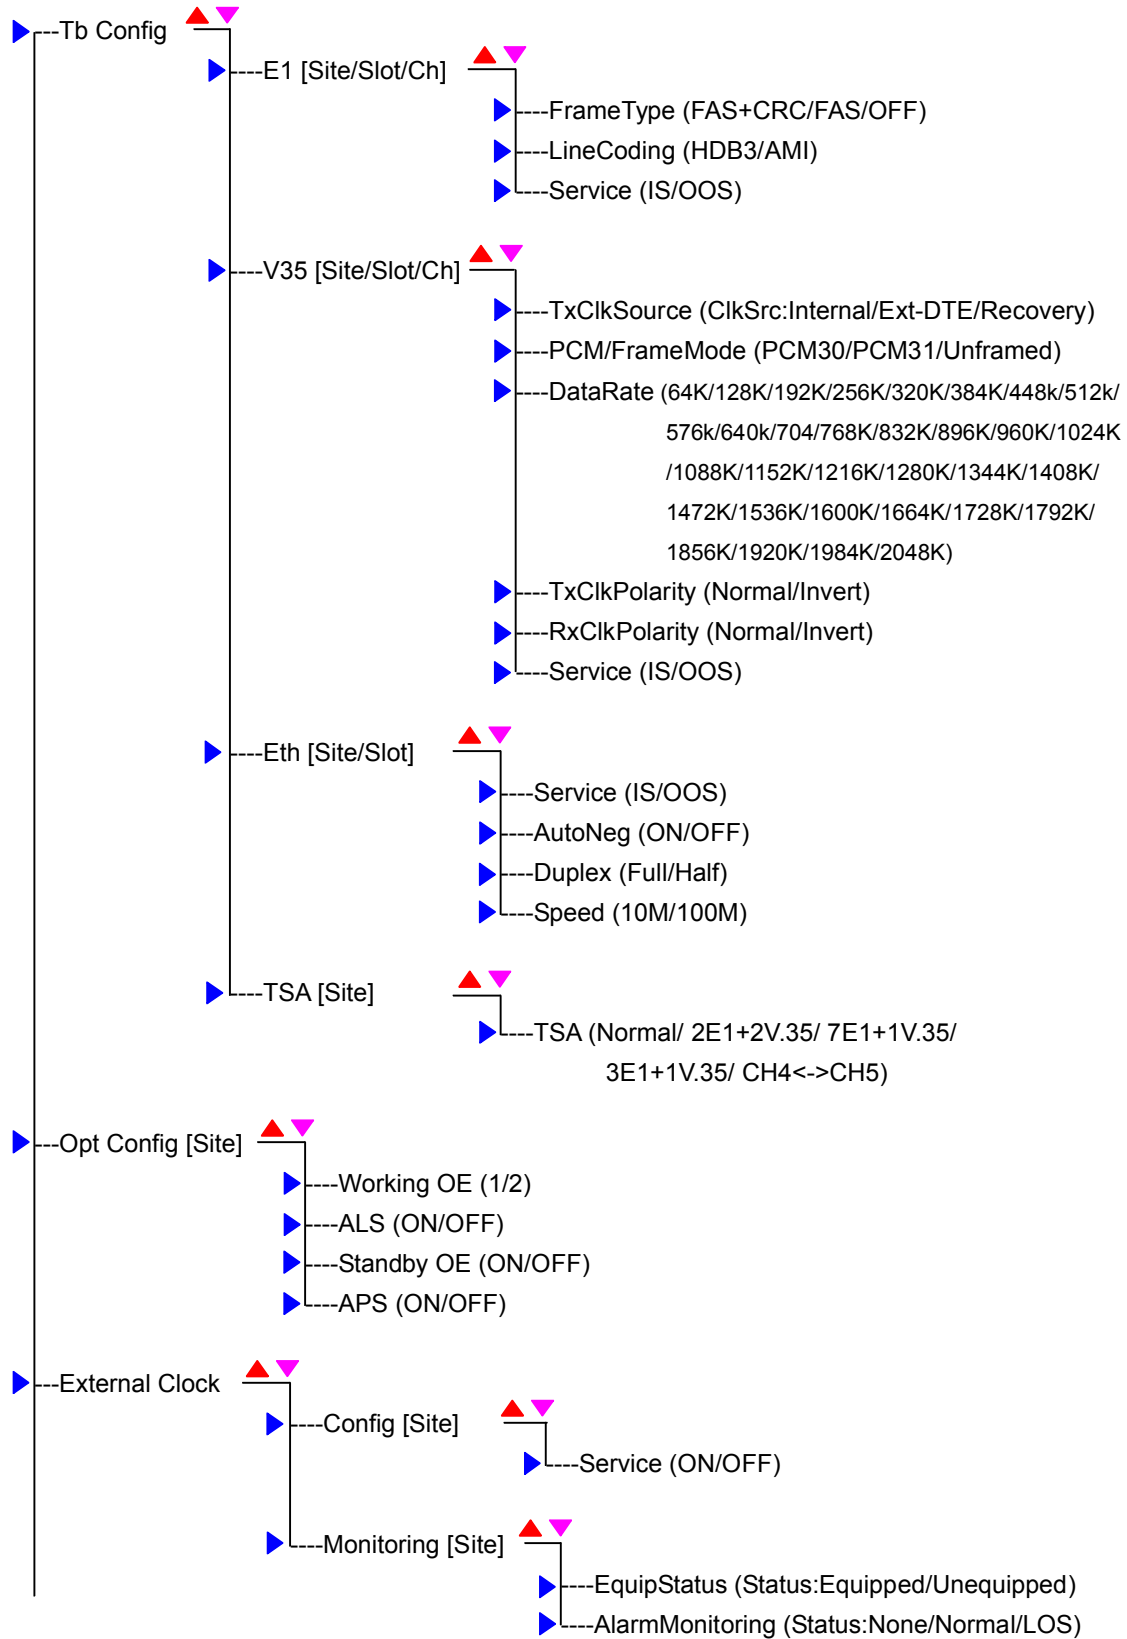 ---Tb Config
----E1 [Site/Slot/Ch]
----FrameType (FAS+CRC/FAS/OFF)
----LineCoding (HDB3/AMI)
----Service (IS/OOS)
----V35 [Site/Slot/Ch]
----TxClkSource (ClkSrc:Internal/Ext-DTE/Recovery)
----PCM/FrameMode (PCM30/PCM31/Unframed)
----DataRate (64K/128K/192K/256K/320K/384K/448k/512k/
576k/640k/704/768K/832K/896K/960K/1024K
/1088K/1152K/1216K/1280K/1344K/1408K/
1472K/1536K/1600K/1664K/1728K/1792K/
1856K/1920K/1984K/2048K)
----TxClkPolarity (Normal/Invert)
----RxClkPolarity (Normal/Invert)
----Service (IS/OOS)
----Eth [Site/Slot]
----Service (IS/OOS)
----AutoNeg (ON/OFF)
----Duplex (Full/Half)
----Speed (10M/100M)
----TSA [Site]
----TSA (Normal/ 2E1+2V.35/ 7E1+1V.35/
3E1+1V.35/ CH4<->CH5)
---Opt Config [Site]
----Working OE (1/2)
----ALS (ON/OFF)
----Standby OE (ON/OFF)
----APS (ON/OFF)
---External Clock
----Config [Site]
----Service (ON/OFF)
----Monitoring [Site]
----EquipStatus (Status:Equipped/Unequipped)
----AlarmMonitoring (Status:None/Normal/LOS)